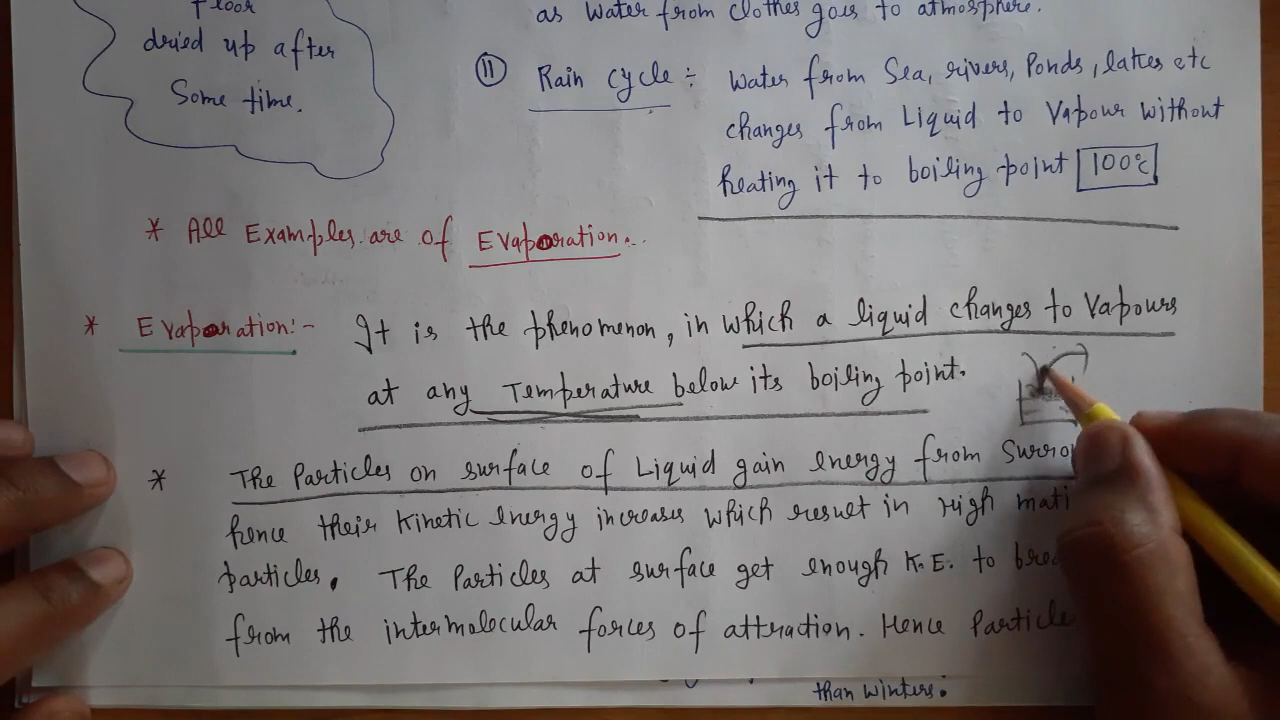 Floor
dried up after
Some time.
as Water from clothes goes to atmosphere.
(II) Rain Cycle :- Water from Sea, rivers, Ponds, lakes etc
changes from Liquid to Vapour without
heating it to boiling point 100°C
* All Examples are of Evaporation.
* Evaporation:- It is the phenomenon, in which a liquid changes to Vapours
at any Temperature below its boiling point.
* The Particles on surface of Liquid gain energy from
hence their Kinetic energy increases which result in High
particles. The Particles at surface get enough K.E. to
from the intermolecular forces of attraction. Hence
than winters.